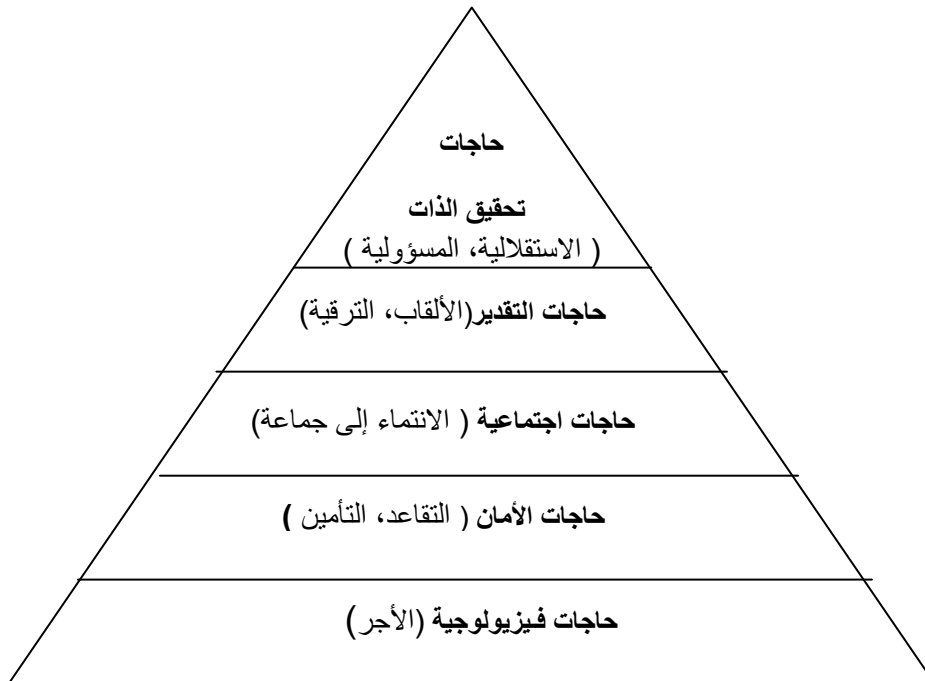 حاجات
تحقيق الذات
( الاستقلالية، المسؤولية )
حاجات التقدير(الألقاب، الترقية)
حاجات اجتماعية ( الانتماء إلى جماعة)
حاجات الأمان ( التقاعد، التأمين )
حاجات فـيزيولوجية (الأجر)